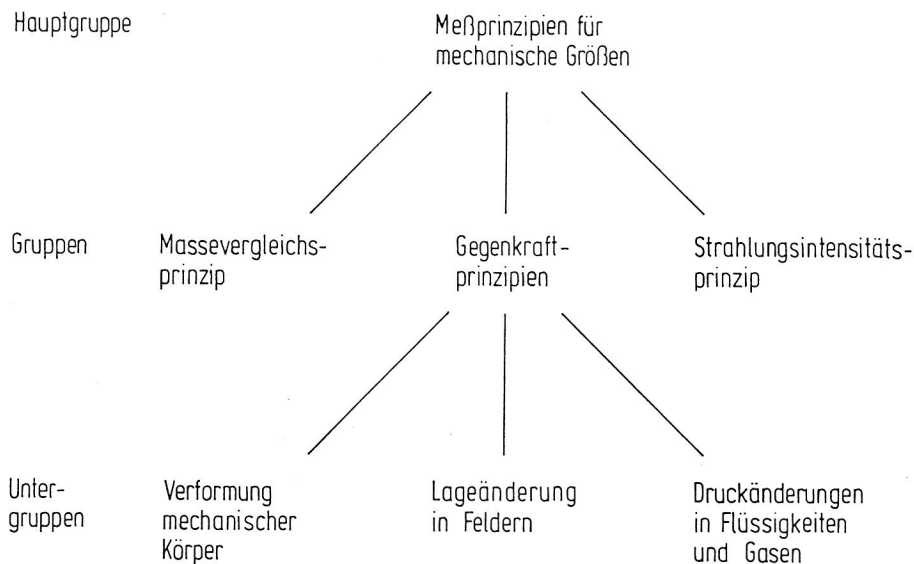 Hauptgruppe
Meßprinzipien für
mechanische Größen
Gruppen
Massevergleichs-
prinzip
Gegenkraft-
prinzipien
Strahlungsintensitäts-
prinzip
Unter-
gruppen
Verformung
mechanischer
Körper
Lageänderung
in Feldern
Druckänderungen
in Flüssigkeiten
und Gasen